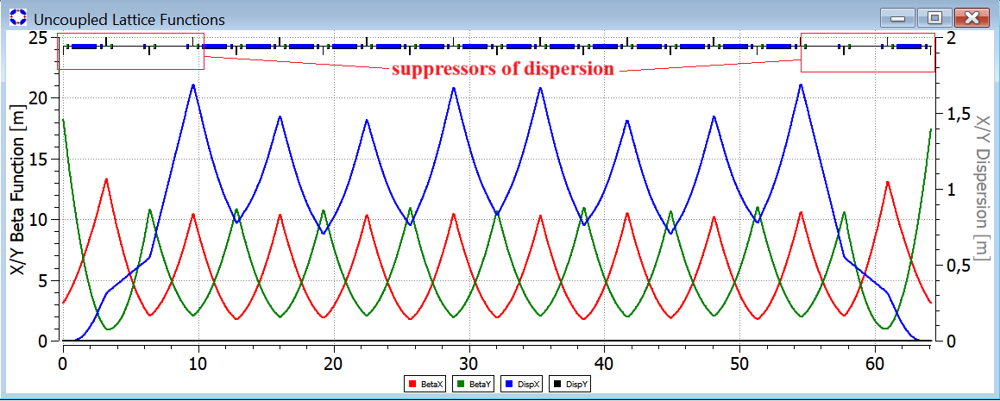 Uncoupled Lattice Functions
25
20
15
10
5
0
X/Y Beta Function [m]
suppressors of dispersion
2
1,5
1
0,5
0
X/Y Dispersion [m]
0 10 20 30 40 50 60
BetaX BetaY DispX DispY